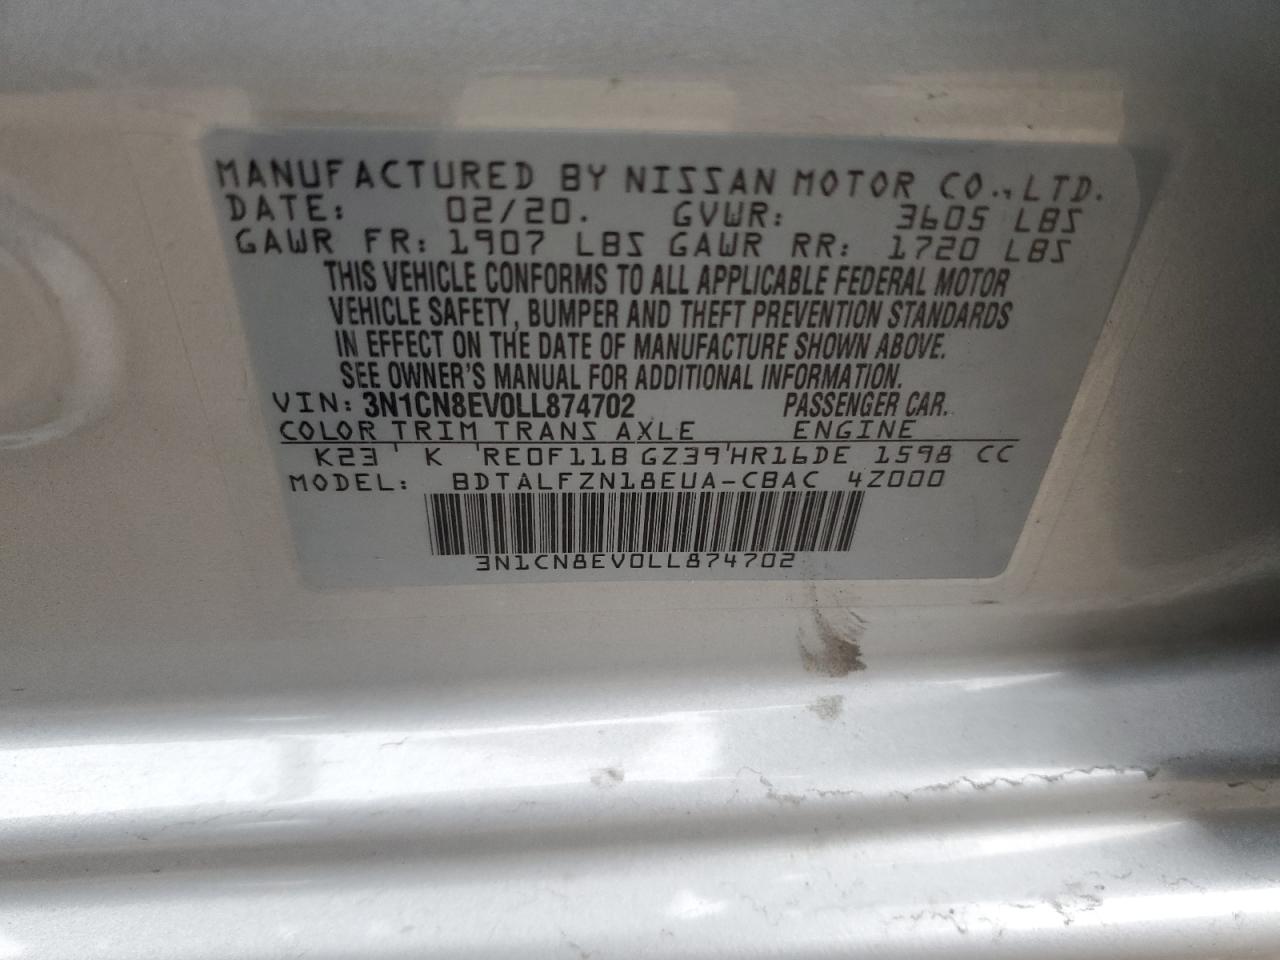 MANUFACTURED BY NISSAN MOTOR CO.,LTD.
DATE: 02/20. GVWR: 3605 LBS
GAWR FR: 1907 LBS GAWR RR: 1720 LBS
THIS VEHICLE CONFORMS TO ALL APPLICABLE FEDERAL MOTOR
VEHICLE SAFETY, BUMPER AND THEFT PREVENTION STANDARDS
IN EFFECT ON THE DATE OF MANUFACTURE SHOWN ABOVE.
SEE OWNER'S MANUAL FOR ADDITIONAL INFORMATION.
VIN: 3N1CN8EV0LL874702 PASSENGER CAR.
COLOR TRIM TRANS AXLE ENGINE
K23 ' K 'RE0F11B GZ39'HR16DE 1598 CC
MODEL: BDTALFZN18EUA-CBAC 4Z000
3N1CN8EV0LL874702